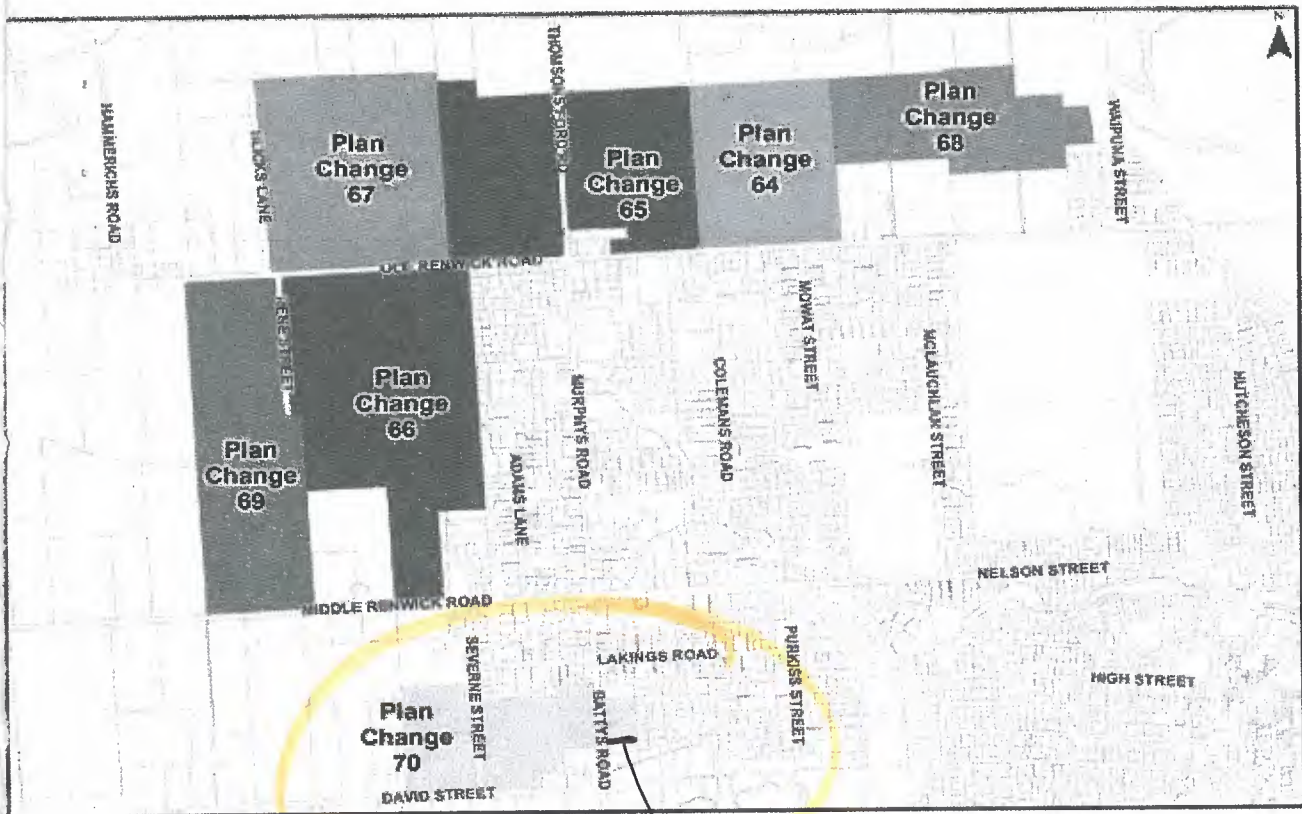 N
THOMSONS FORD RD
HAMMERICHS ROAD
Plan
Change
67
Plan
Change
65
Plan
Change
64
Plan
Change
68
WAIPUNA STREET
OLD RENWICK ROAD
Plan
Change
66
Plan
Change
69
ADAMS LANE
MURPHYS ROAD
COLEMANS ROAD
MOWAT STREET
MCLAUCHLAN STREET
HUTCHESON STREET
NELSON STREET
MIDDLE RENWICK ROAD
SEVERNE STREET
LAKINGS ROAD
BATTYS ROAD
PURKISS STREET
HIGH STREET
Plan
Change
70
DAVID STREET